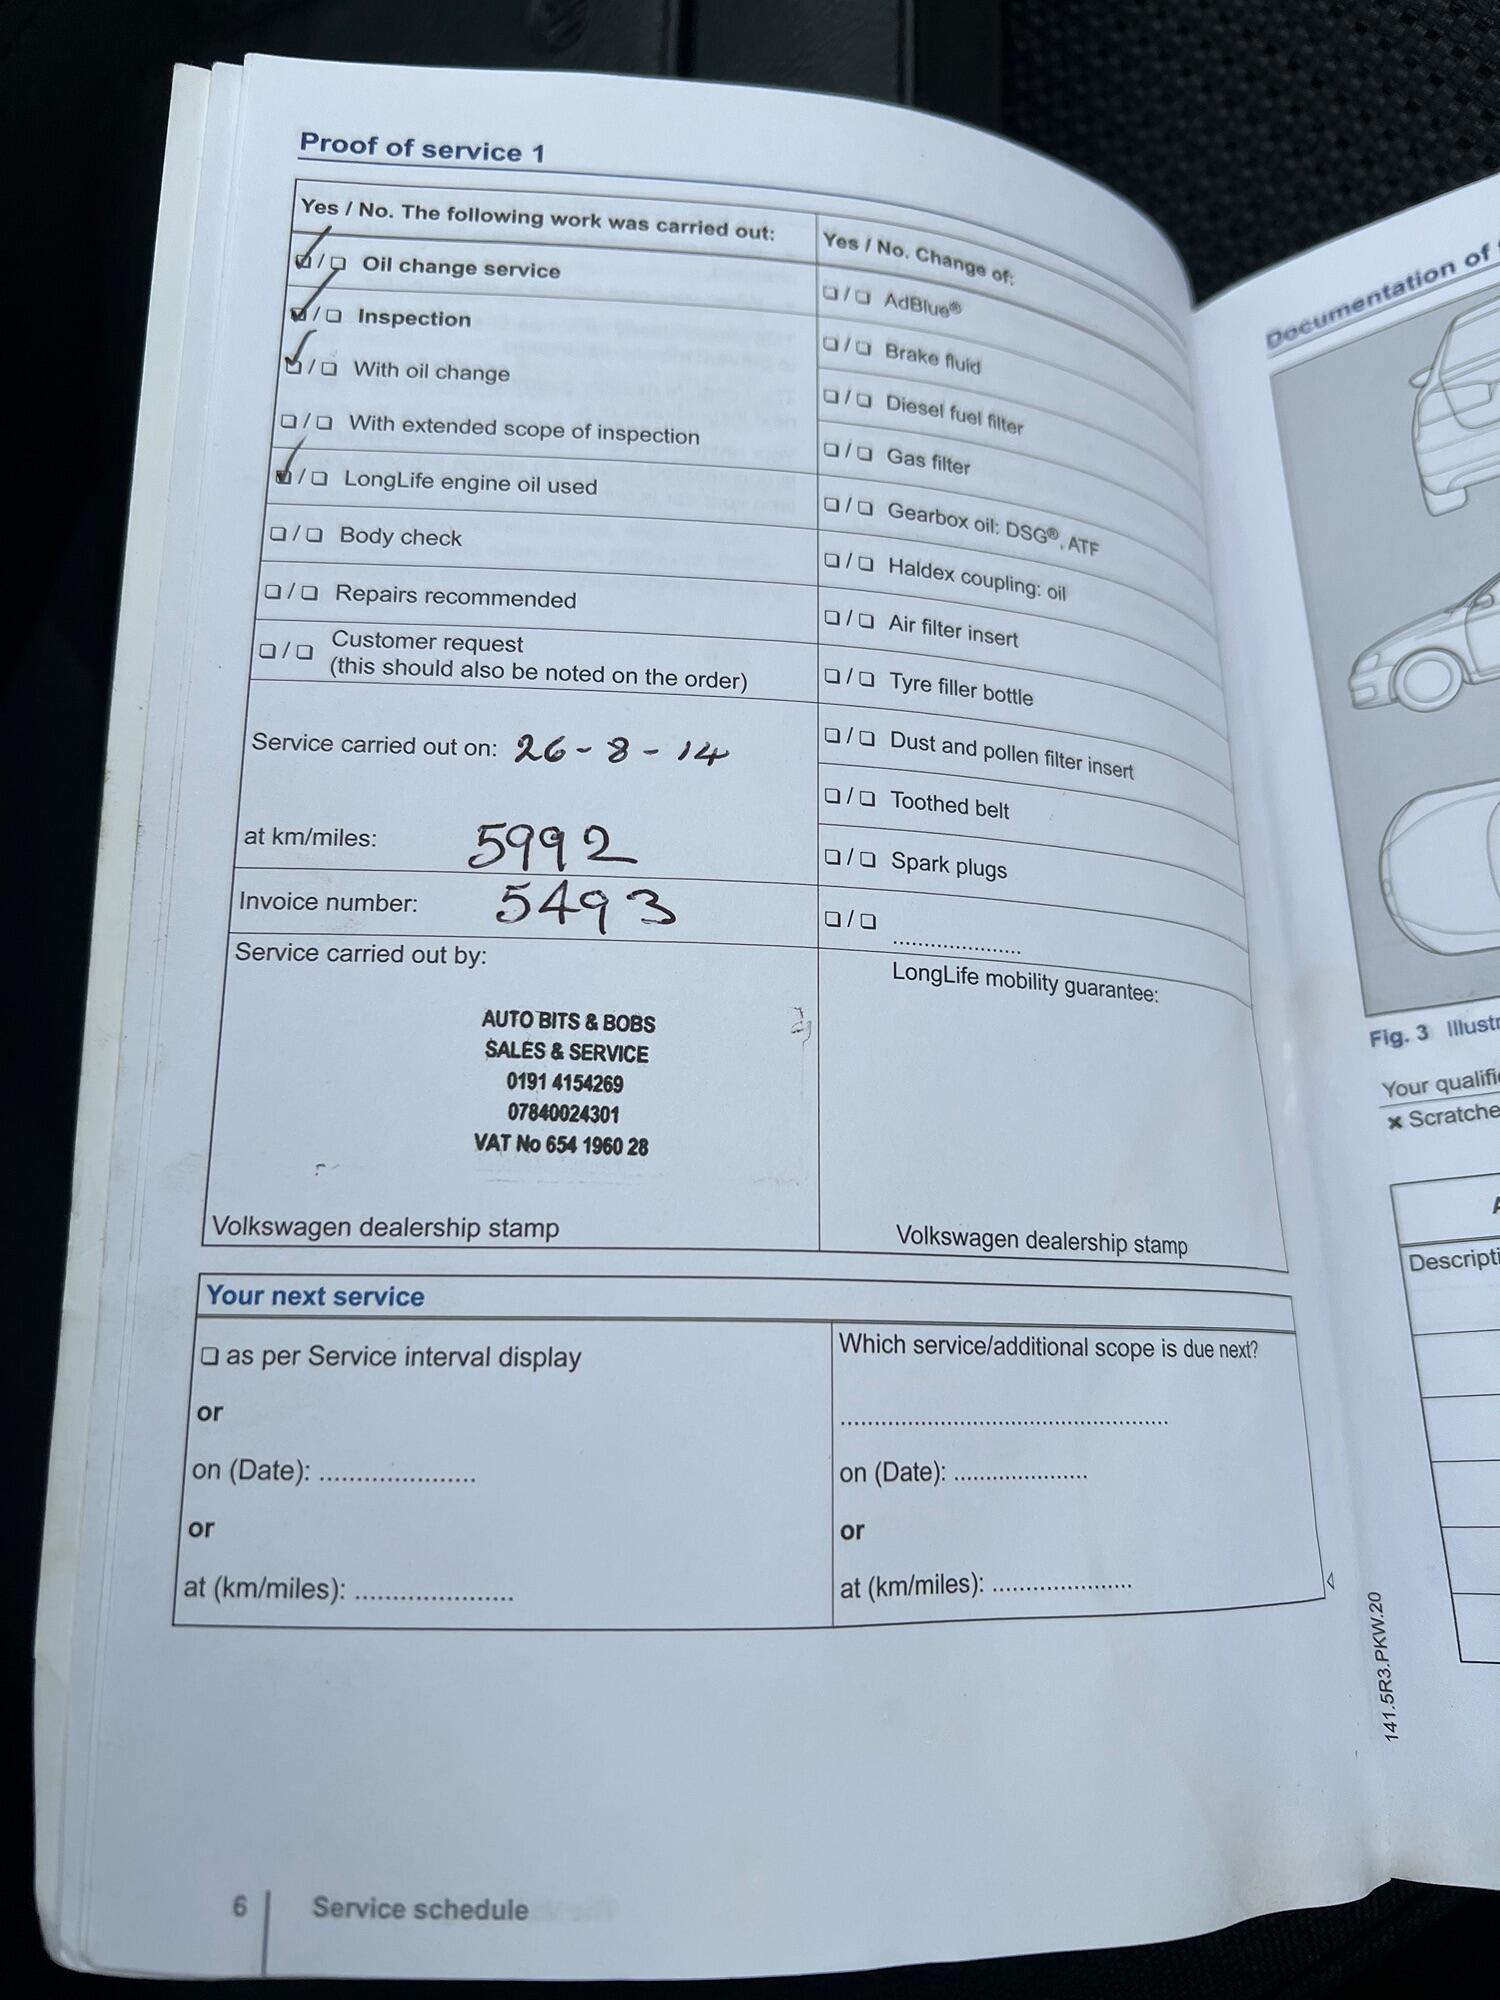 Proof of service 1
Yes / No. The following work was carried out:
☑ / ❑ Oil change service
☑ / ❑ Inspection
☑ / ❑ With oil change
❑ / ❑ With extended scope of inspection
☑ / ❑ LongLife engine oil used
❑ / ❑ Body check
❑ / ❑ Repairs recommended
❑ / ❑ Customer request
(this should also be noted on the order)
Service carried out on: 26-8-14
at km/miles: 5992
Invoice number: 5493
Service carried out by:
AUTO BITS & BOBS
SALES & SERVICE
0191 4154269
07840024301
VAT No 654 1960 28
Volkswagen dealership stamp
Yes / No. Change of:
❑ / ❑ AdBlue®
❑ / ❑ Brake fluid
❑ / ❑ Diesel fuel filter
❑ / ❑ Gas filter
❑ / ❑ Gearbox oil: DSG®, ATF
❑ / ❑ Haldex coupling: oil
❑ / ❑ Air filter insert
❑ / ❑ Tyre filler bottle
❑ / ❑ Dust and pollen filter insert
❑ / ❑ Toothed belt
❑ / ❑ Spark plugs
❑ / ❑ .....................
LongLife mobility guarantee:
Volkswagen dealership stamp
Your next service
❑ as per Service interval display
or
on (Date): .....................
or
at (km/miles): .....................
Which service/additional scope is due next?
.....................
on (Date): .....................
or
at (km/miles): .....................
6 Service schedule
Documentation of
Fig. 3
Your
Scratche
141.5R3.PKW.20